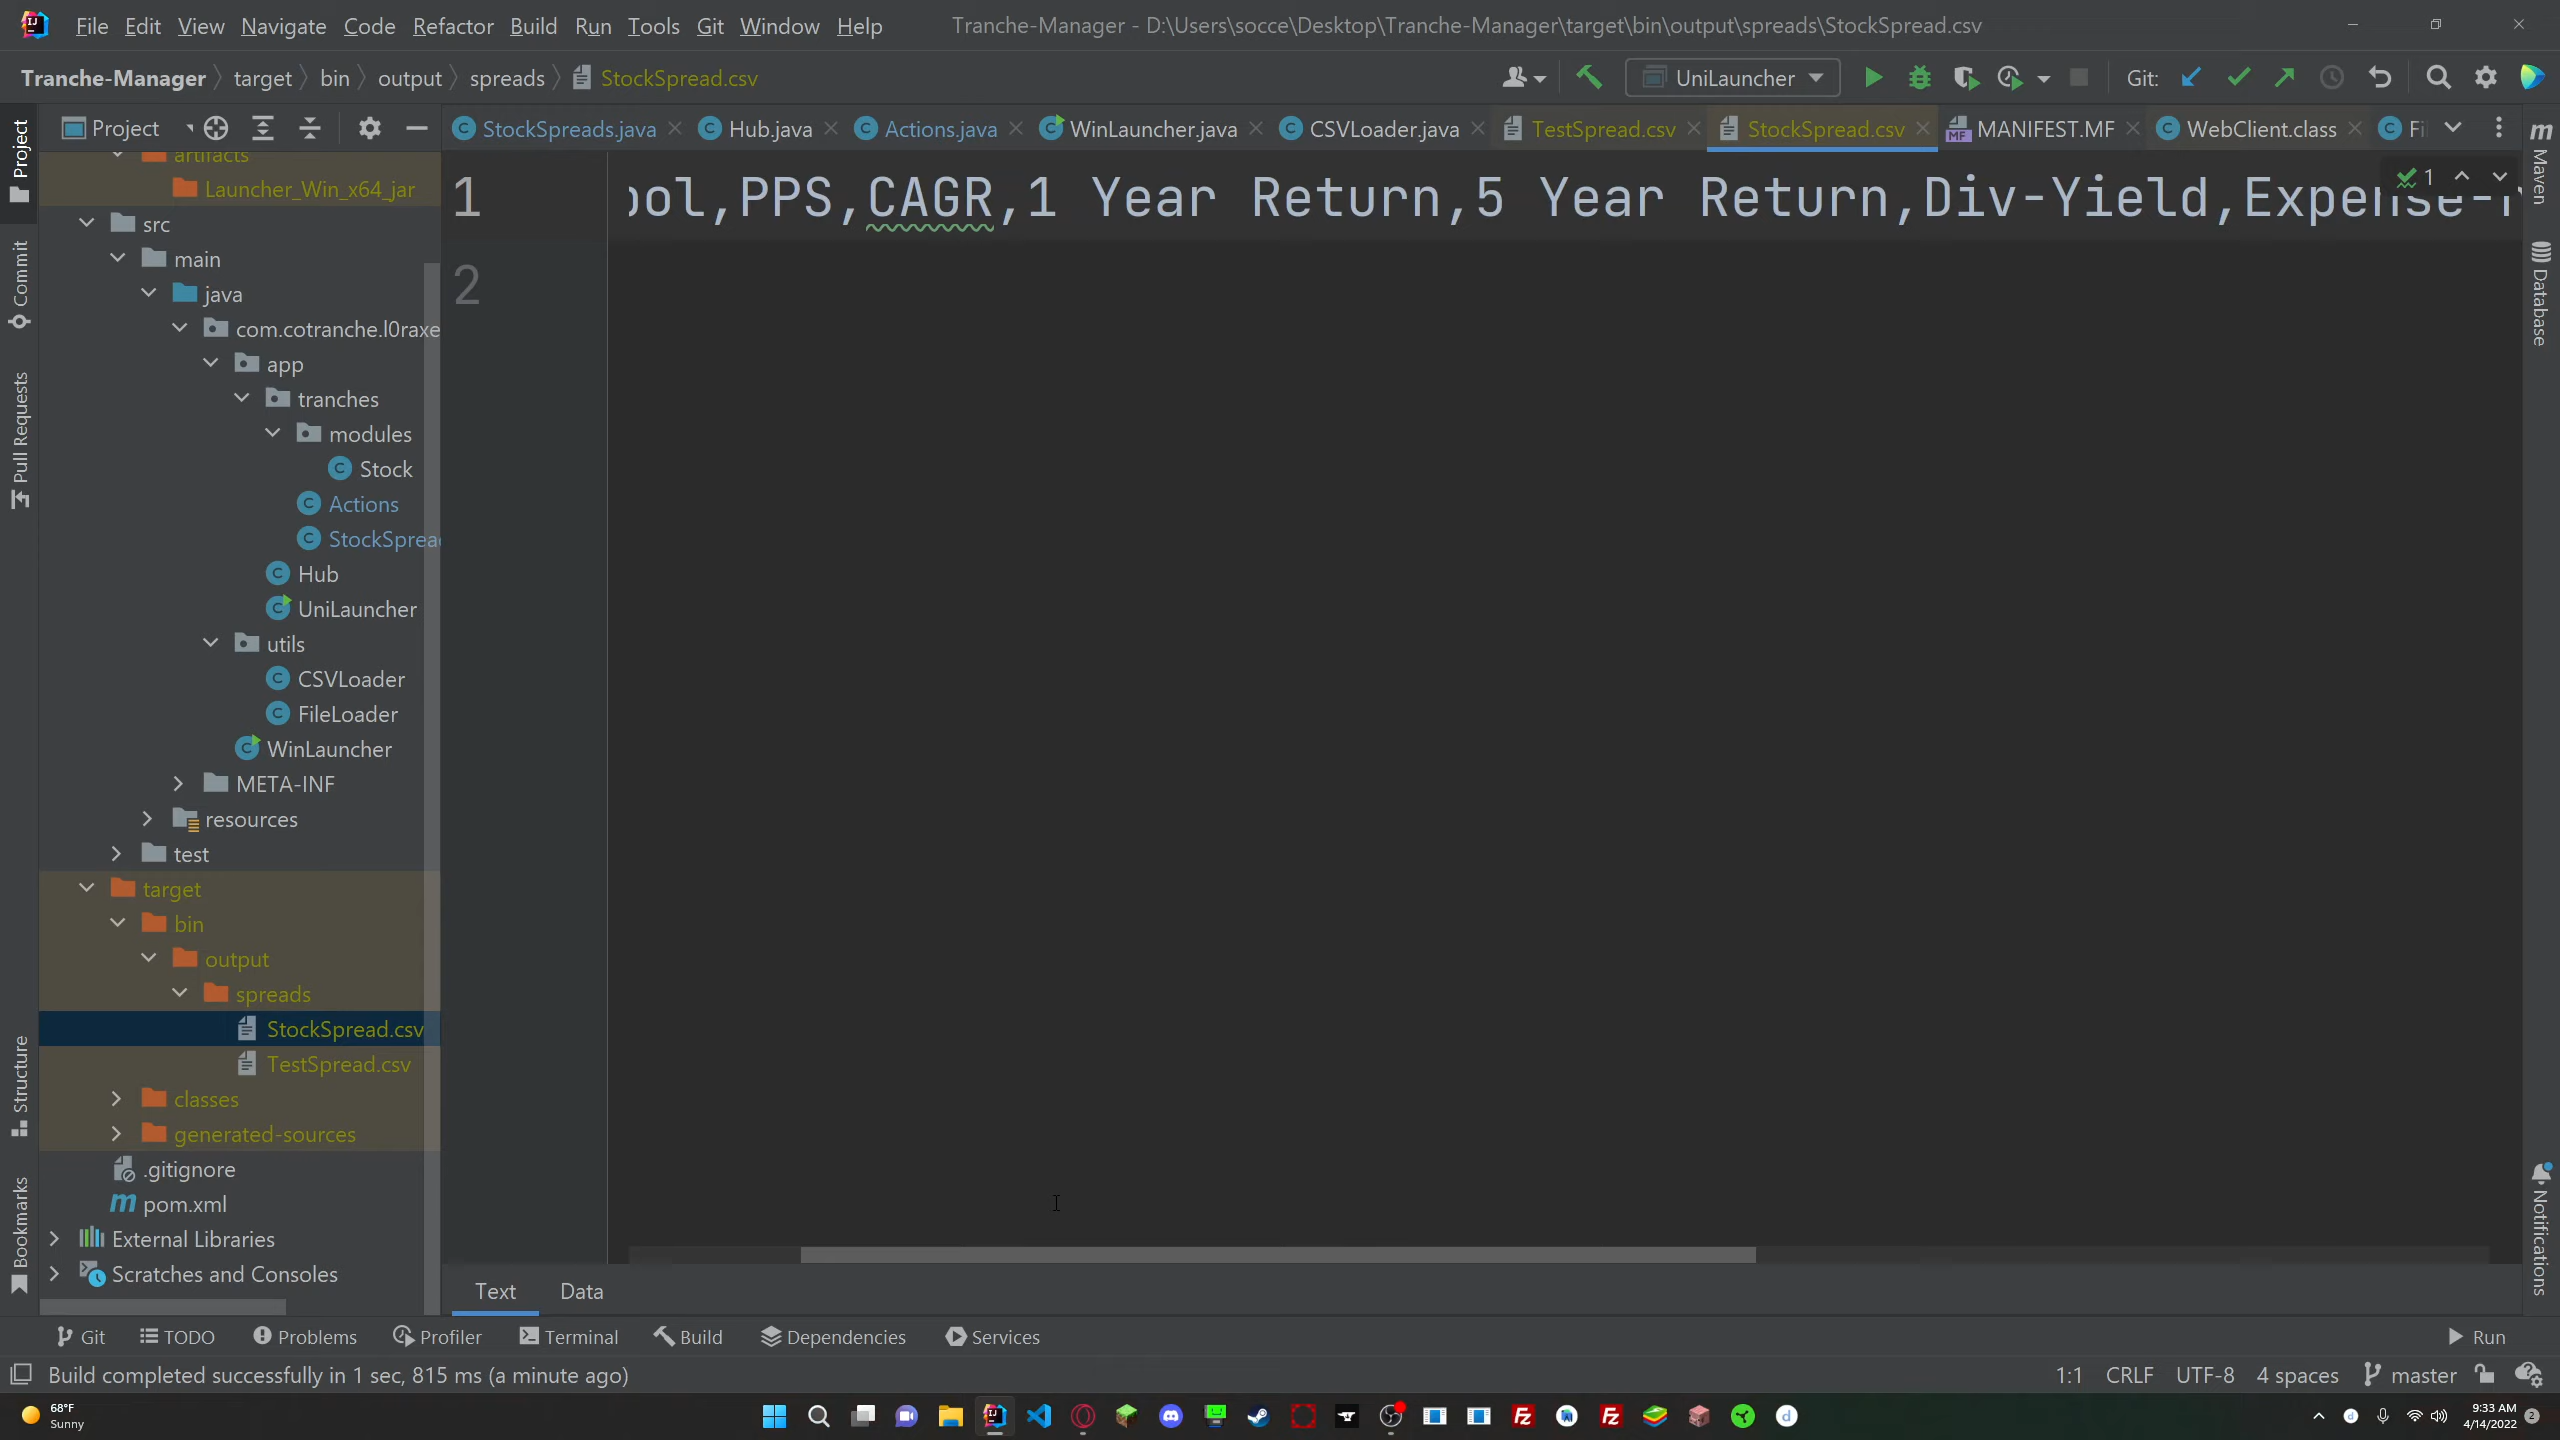 File Edit View Navigate Code Refactor Build Run Tools Git Window Help Tranche-Manager - D:\Users\socce\Desktop\Tranche-Manager\target\bin\output\spreads\StockSpread.csv
Tranche-Manager target bin output spreads StockSpread.csv UniLauncher Git:
Project StockSpreads.java Hub.java Actions.java WinLauncher.java CSVLoader.java TestSpread.csv StockSpread.csv MANIFEST.MF WebClient.class Fi
Project
Commit
Pull Requests
Structure
Bookmarks
artifacts
Launcher_Win_x64_jar
src
main
java
com.cotranche.l0raxe
app
tranches
modules
Stock
Actions
StockSpread
Hub
UniLauncher
utils
CSVLoader
FileLoader
WinLauncher
META-INF
resources
test
target
bin
output
spreads
StockSpread.csv
TestSpread.csv
classes
generated-sources
.gitignore
m pom.xml
External Libraries
Scratches and Consoles
1 ool,PPS,CAGR,1 Year Return,5 Year Return,Div-Yield,Expense-r
1
2
m Maven
Database
Notifications
Text Data
Git TODO Problems Profiler Terminal Build Dependencies Services Run
Build completed successfully in 1 sec, 815 ms (a minute ago) 1:1 CRLF UTF-8 4 spaces master
68°F
Sunny
9:33 AM
4/14/2022
2